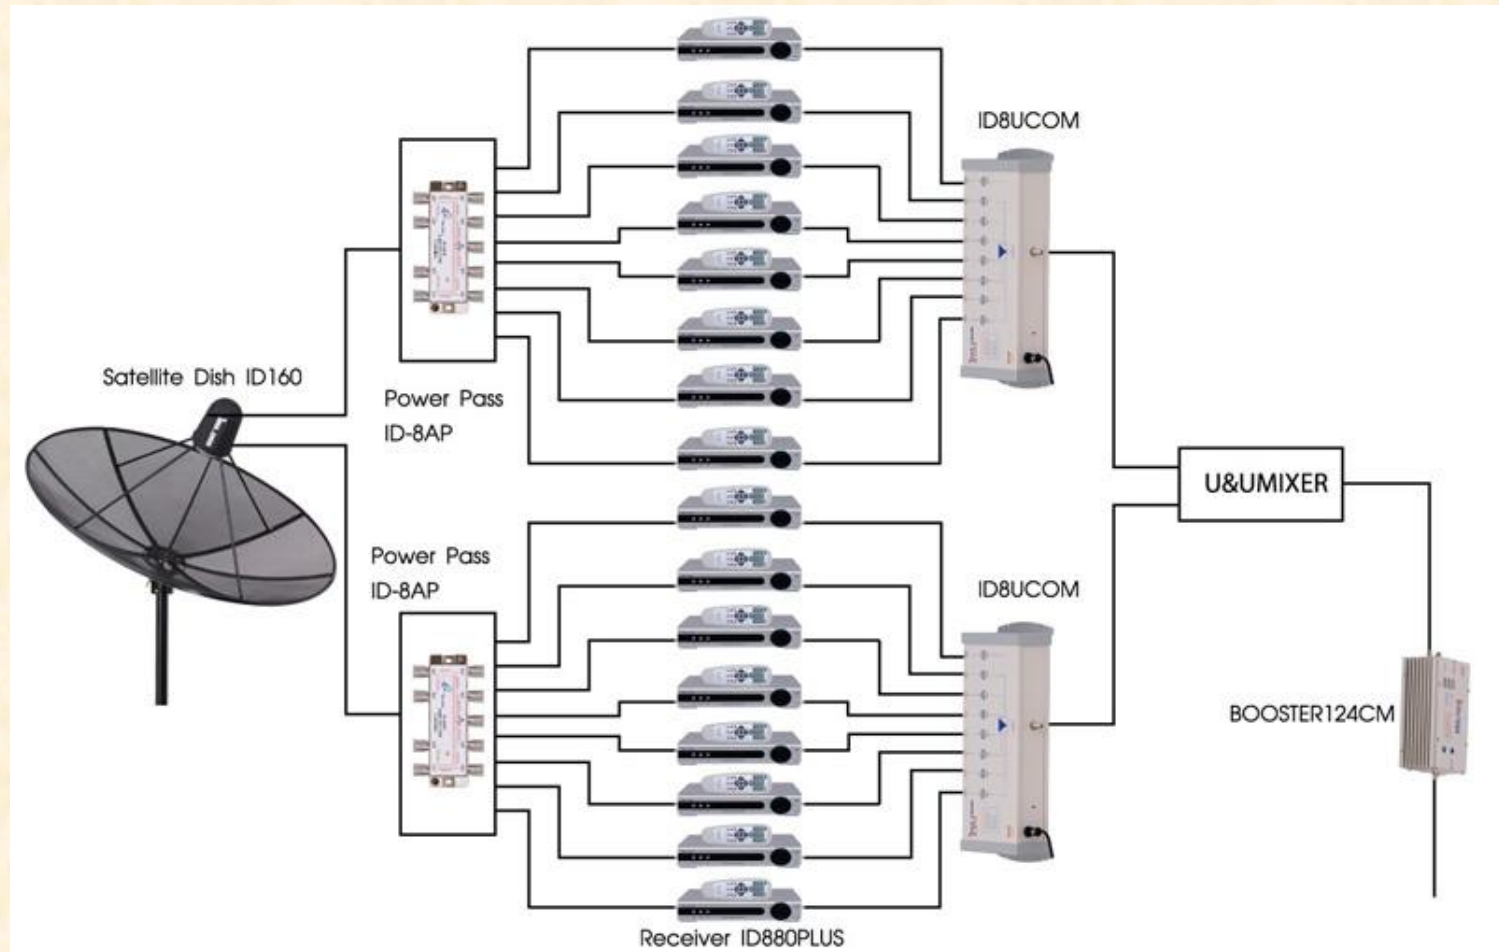 ID8UCOM
Satellite Dish ID160
Power Pass
ID-8AP
U&UMIXER
Power Pass
ID-8AP
ID8UCOM
BOOSTER124CM
Receiver ID880PLUS